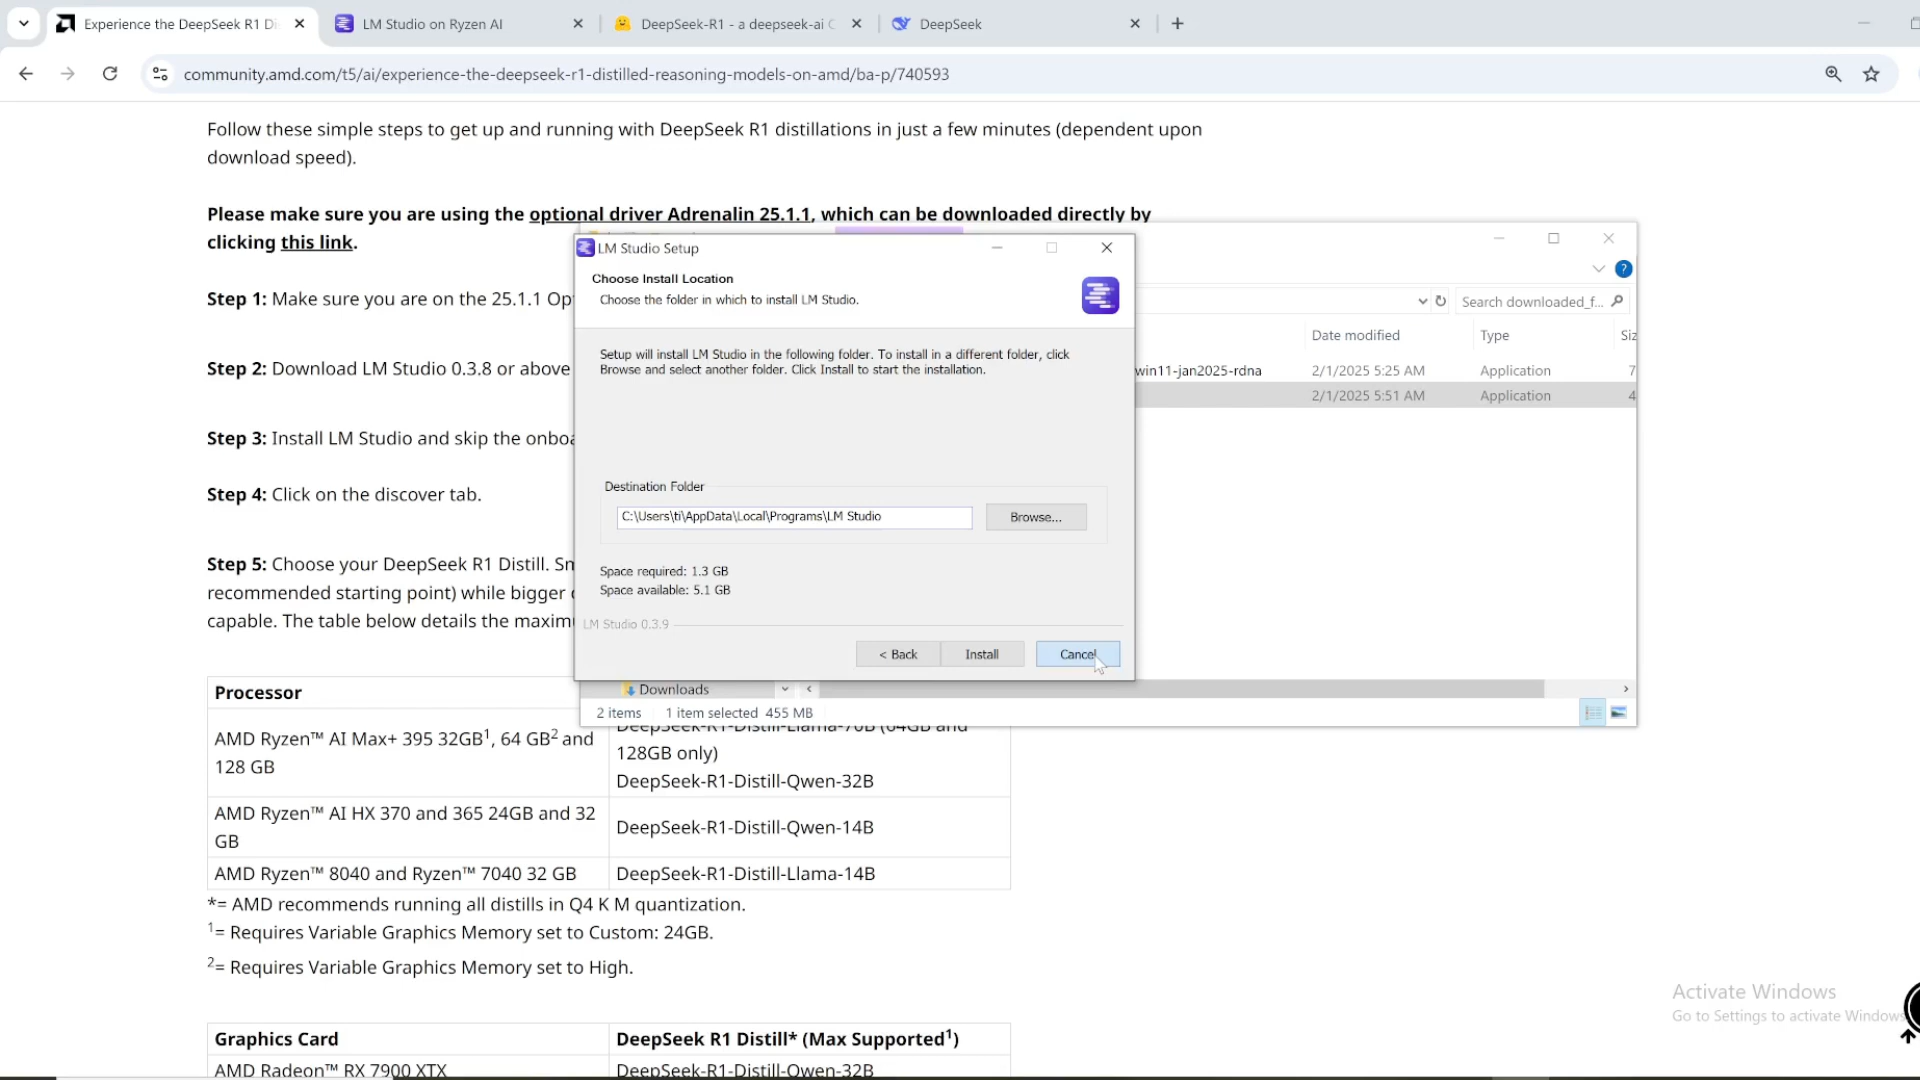 Experience the DeepSeek R1 Di
LM Studio on Ryzen AI
DeepSeek-R1 - a deepseek-ai C
DeepSeek
community.amd.com/t5/ai/experience-the-deepseek-r1-distilled-reasoning-models-on-amd/ba-p/740593
Follow these simple steps to get up and running with DeepSeek R1 distillations in just a few minutes (dependent upon
download speed).
Please make sure you are using the optional driver Adrenalin 25.1.1, which can be downloaded directly by
clicking this link.
Step 1: Make sure you are on the 25.1.1 Op
Step 2: Download LM Studio 0.3.8 or above
Step 3: Install LM Studio and skip the onboa
Step 4: Click on the discover tab.
Step 5: Choose your DeepSeek R1 Distill. Sm
recommended starting point) while bigger
capable. The table below details the maxim
LM Studio Setup
Choose Install Location
Choose the folder in which to install LM Studio.
Setup will install LM Studio in the following folder. To install in a different folder, click
Browse and select another folder. Click Install to start the installation.
Destination Folder
C:\Users\ti\AppData\Local\Programs\LM Studio
Browse...
Space required: 1.3 GB
Space available: 5.1 GB
LM Studio 0.3.9
< Back
Install
Cancel
Search downloaded_f...
Date modified
Type
Siz
win11-jan2025-rdna
2/1/2025 5:25 AM
Application
7
2/1/2025 5:51 AM
Application
4
Downloads
2 items
1 item selected 455 MB
Processor
AMD Ryzen™ AI Max+ 395 32GB1, 64 GB2 and
128 GB
DeepSeek-R1-Distill-Llama-70B (64GB and
128GB only)
DeepSeek-R1-Distill-Qwen-32B
AMD Ryzen™ AI HX 370 and 365 24GB and 32
GB
DeepSeek-R1-Distill-Qwen-14B
AMD Ryzen™ 8040 and Ryzen™ 7040 32 GB
DeepSeek-R1-Distill-Llama-14B
*= AMD recommends running all distills in Q4 K M quantization.
1= Requires Variable Graphics Memory set to Custom: 24GB.
2= Requires Variable Graphics Memory set to High.
Graphics Card
DeepSeek R1 Distill* (Max Supported1)
AMD Radeon™ RX 7900 XTX
DeepSeek-R1-Distill-Qwen-32B
Activate Windows
Go to Settings to activate Windows